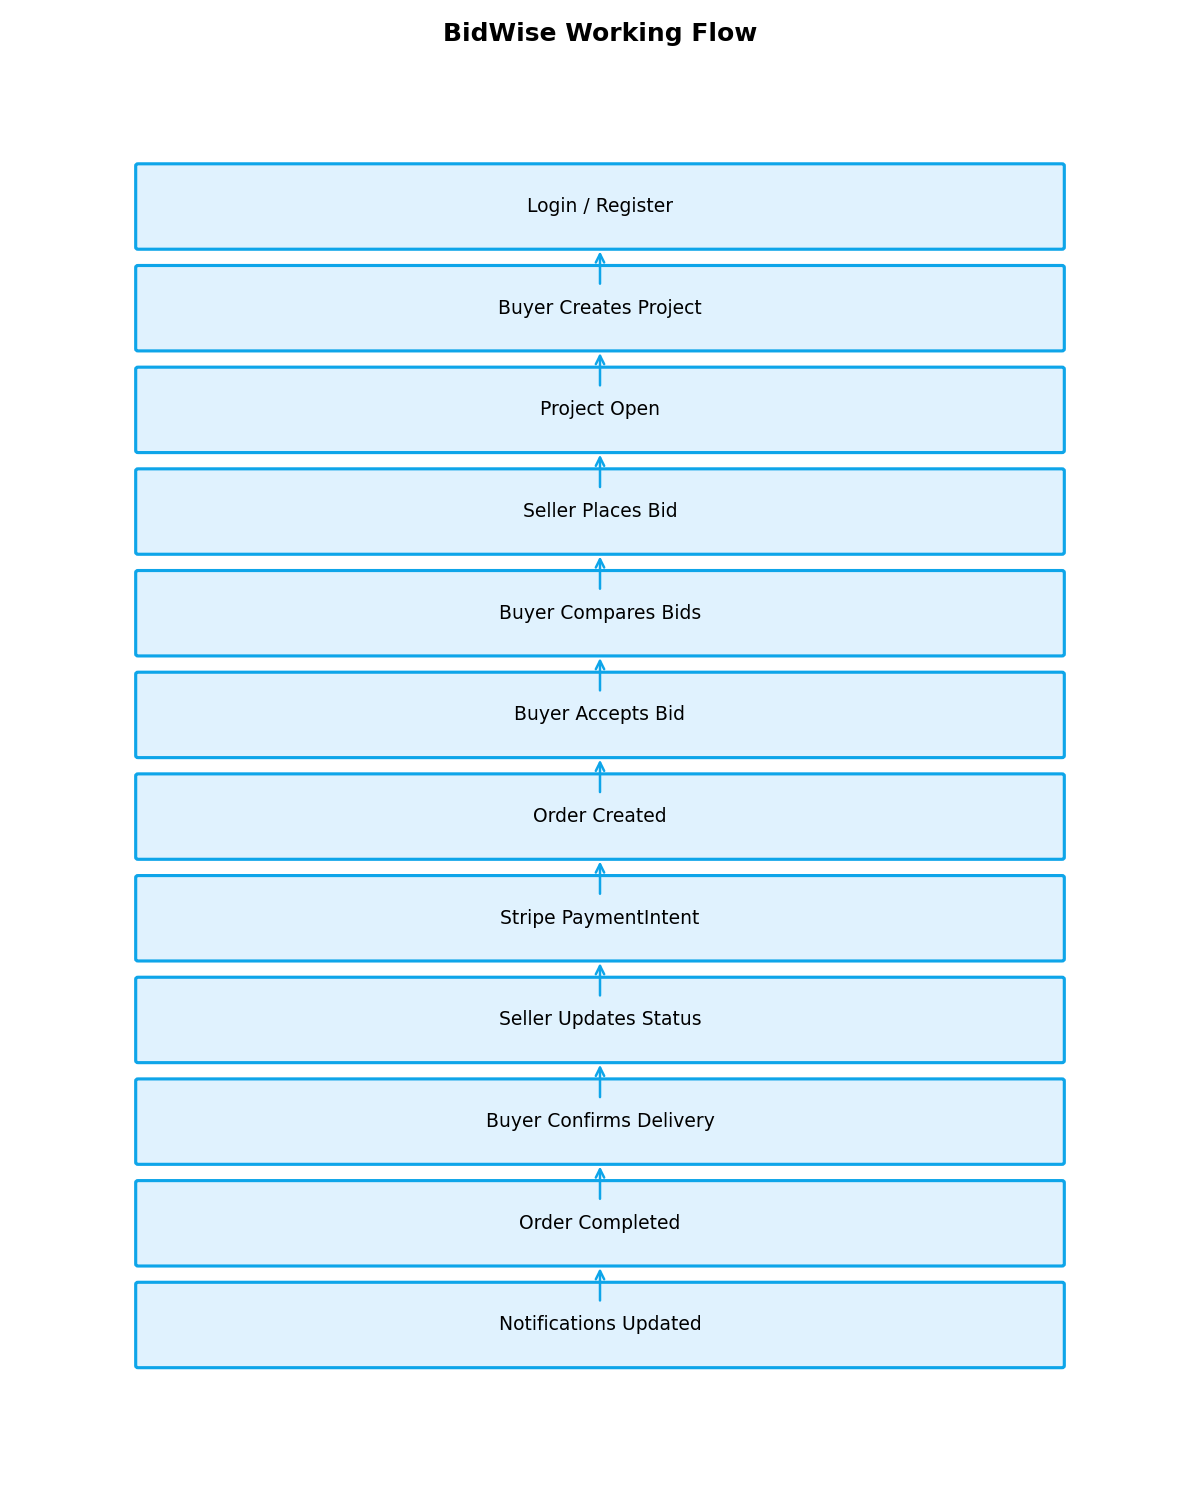 BidWise Working Flow
Login / Register
Buyer Creates Project
Project Open
Seller Places Bid
Buyer Compares Bids
Buyer Accepts Bid
Order Created
Stripe PaymentIntent
Seller Updates Status
Buyer Confirms Delivery
Order Completed
Notifications Updated